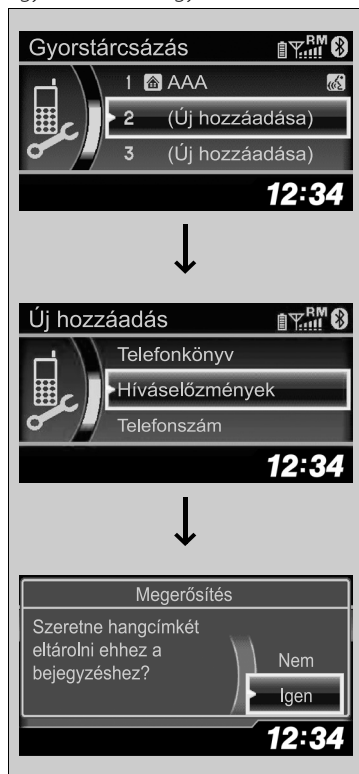 Gyorstárcsázás RM
1 AAA
2 (Új hozzáadása)
3 (Új hozzáadása)
12:34
Új hozzáadás RM
Telefonkönyv
Híváselőzmények
Telefonszám
12:34
Megerősítés
Szeretne hangcímkét
eltárolni ehhez a
bejegyzéshez?
Nem
Igen
12:34